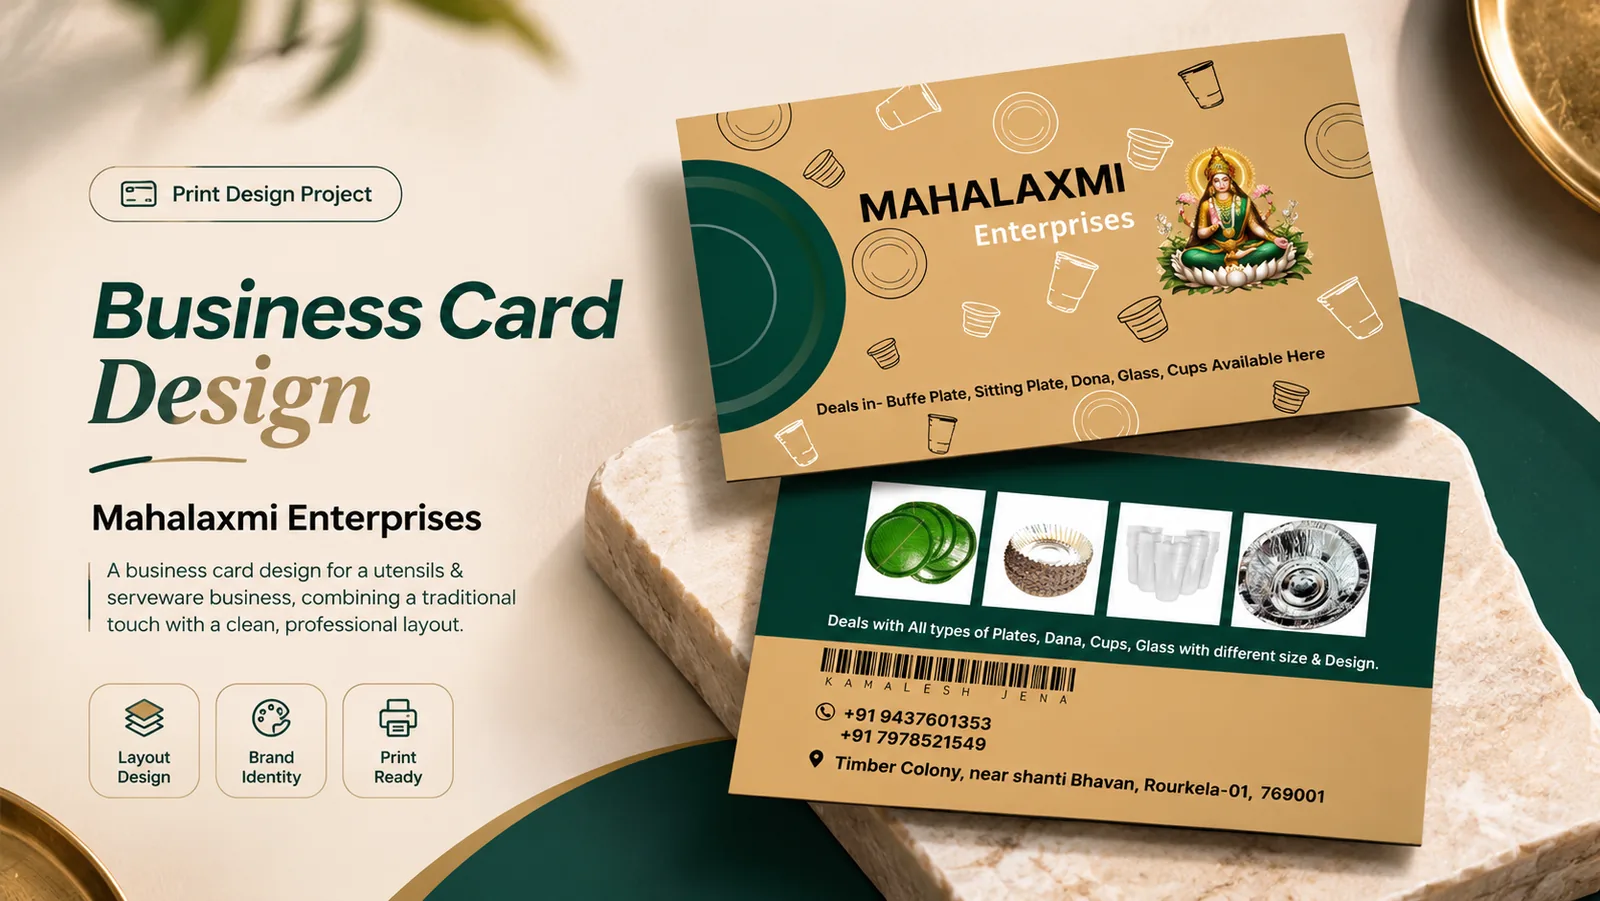 Print Design Project
Business Card
Design
Mahalaxmi Enterprises
A business card design for a utensils &
serveware business, combining a traditional
touch with a clean, professional layout.
Layout
Design
Brand
Identity
Print
Ready
MAHALAXMI
Enterprises
Deals in- Buffe Plate, Sitting Plate, Dona, Glass, Cups Available Here
Deals with All types of Plates, Dana, Cups, Glass with different size & Design.
KAMALESH JENA
+91 9437601353
+91 7978521549
Timber Colony, near shanti Bhavan, Rourkela-01, 769001